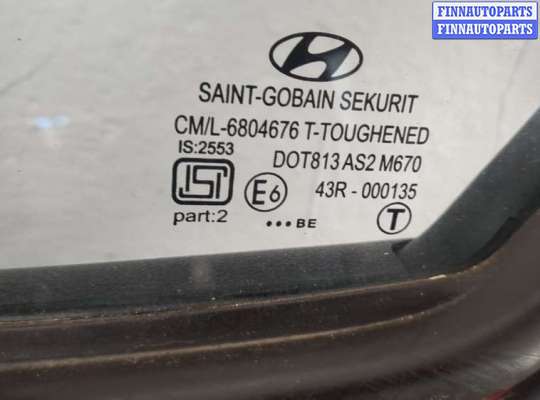 FINNAUTOPARTS
FINNAUTOPARTS
SAINT-GOBAIN SEKURIT
CM/L-6804676 T-TOUGHENED
IS:2553 DOT813 AS2 M670
ISI E6 43R - 000135
part:2 •••BE T